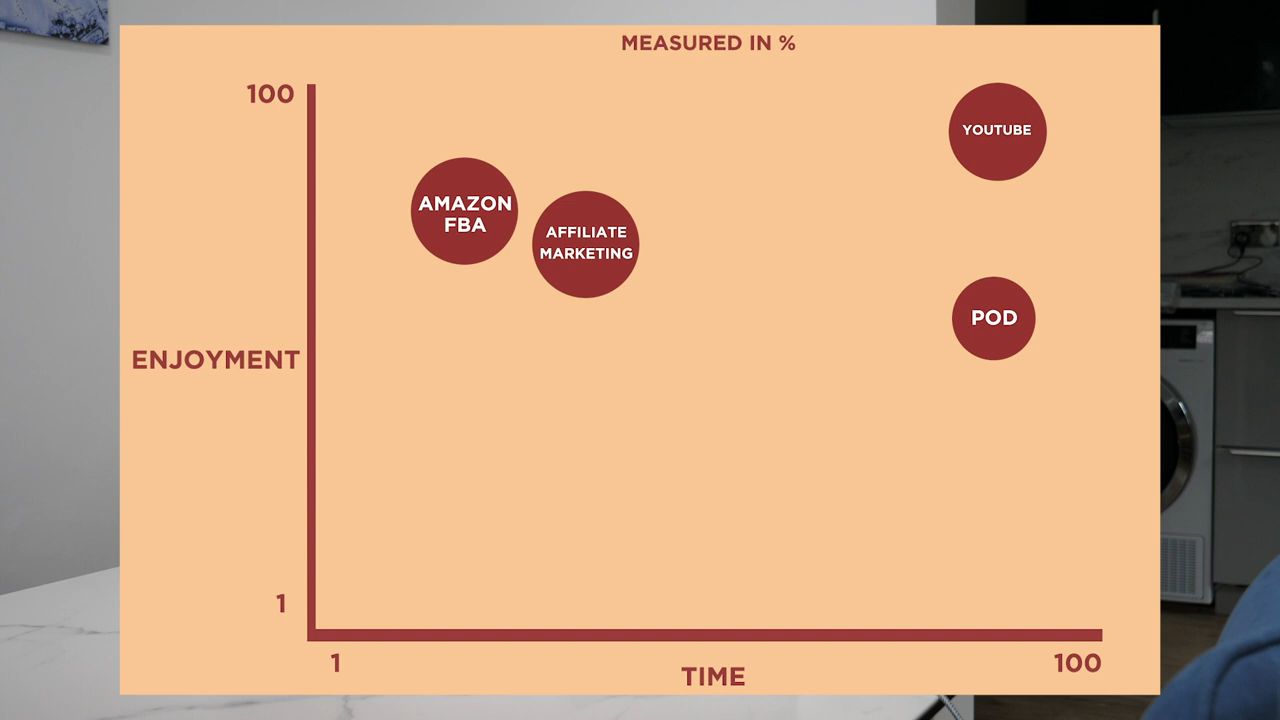 MEASURED IN %
100
YOUTUBE
AMAZON
FBA
AFFILIATE
MARKETING
POD
ENJOYMENT
1
1
TIME
100